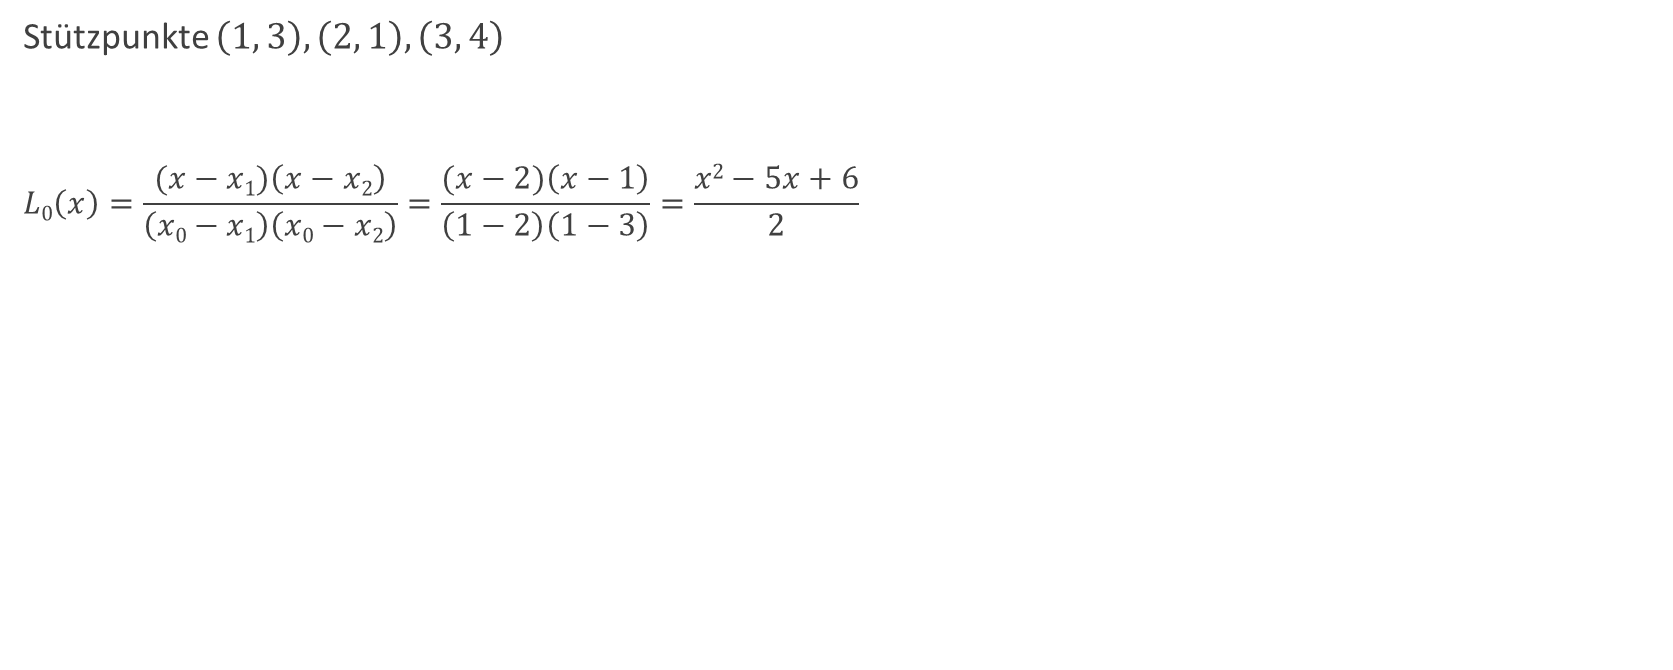 Stützpunkte (1, 3), (2, 1), (3, 4)
L₀(x) = (x − x₁)(x − x₂) / (x₀ − x₁)(x₀ − x₂) = (x − 2)(x − 1) / (1 − 2)(1 − 3) = x² − 5x + 6 / 2